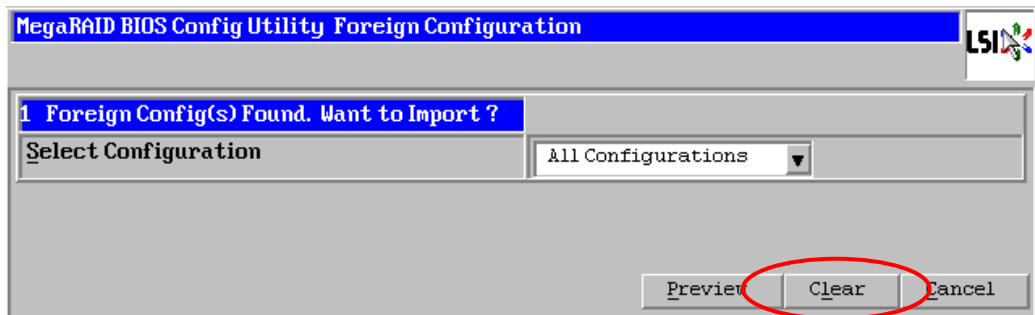 MegaRAID BIOS Config Utility Foreign Configuration
LSI
1 Foreign Config(s) Found. Want to Import ?
Select Configuration All Configurations
Preview Clear Cancel